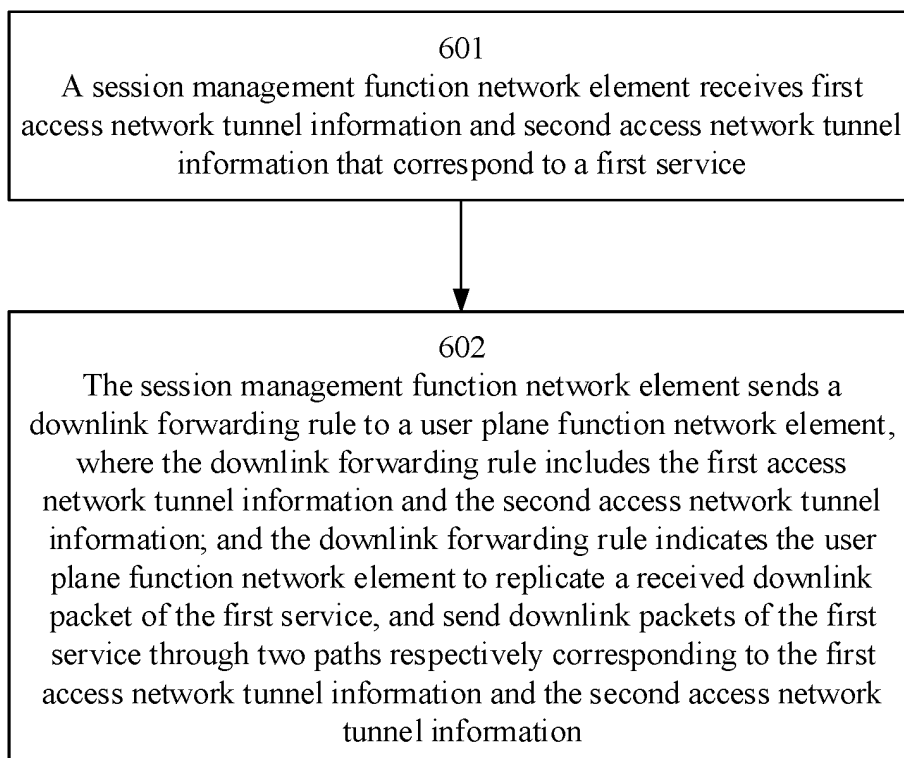 601
A session management function network element receives first
access network tunnel information and second access network tunnel
information that correspond to a first service
602
The session management function network element sends a
downlink forwarding rule to a user plane function network element,
where the downlink forwarding rule includes the first access
network tunnel information and the second access network tunnel
information; and the downlink forwarding rule indicates the user
plane function network element to replicate a received downlink
packet of the first service, and send downlink packets of the first
service through two paths respectively corresponding to the first
access network tunnel information and the second access network
tunnel information